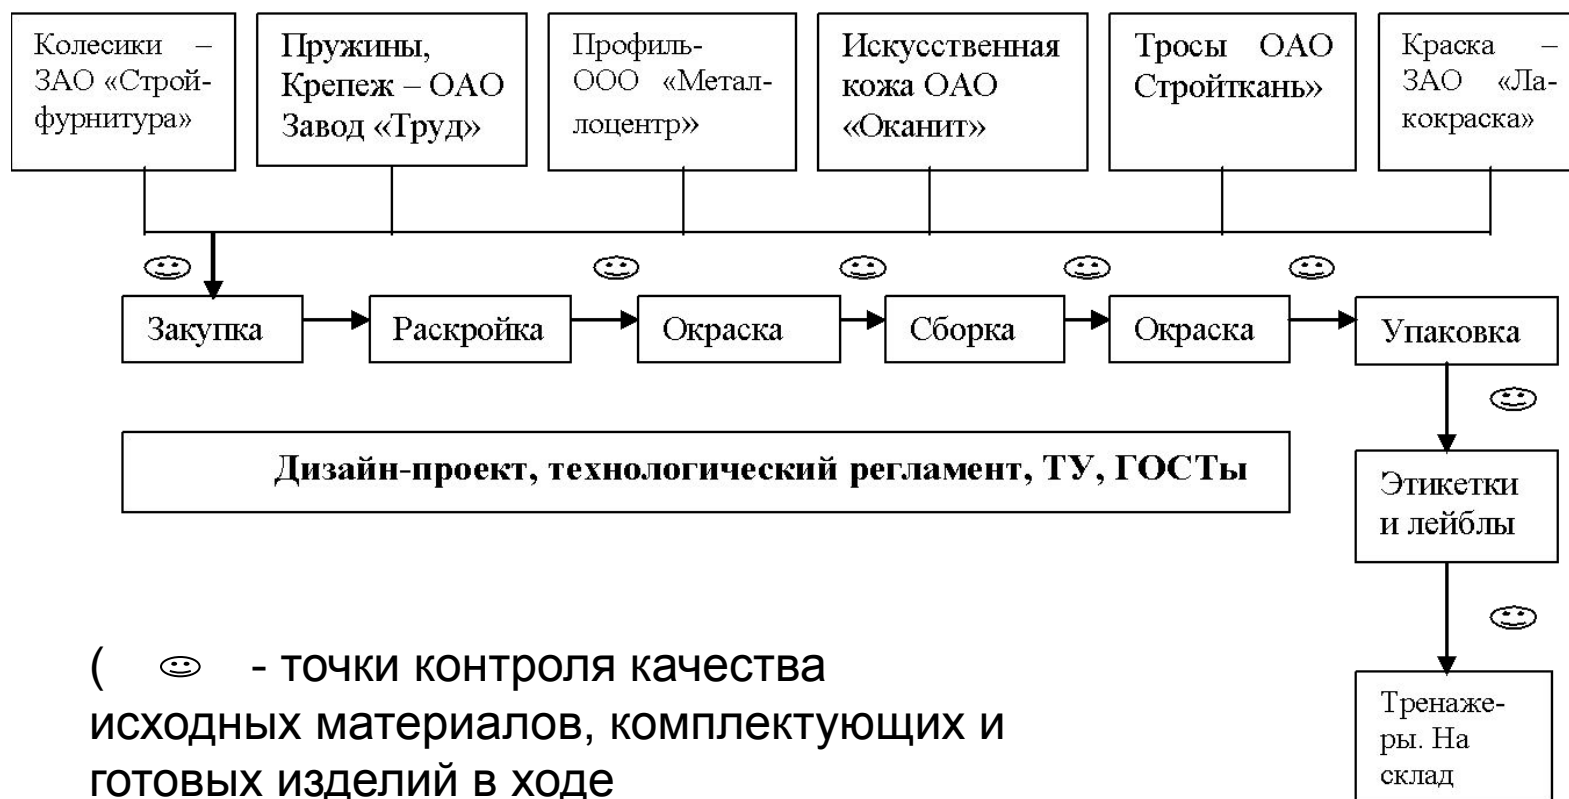 Колесики –
ЗАО «Строй-
фурнитура»
Пружины,
Крепеж – ОАО
Завод «Труд»
Профиль-
ООО «Метал-
лоцентр»
Искусственная
кожа ОАО
«Оканит»
Тросы ОАО
Стройткань»
Краска –
ЗАО «Ла-
кокраска»
Закупка
Раскройка
Окраска
Сборка
Окраска
Упаковка
Дизайн-проект, технологический регламент, ТУ, ГОСТы
Этикетки
и лейблы
Тренаже-
ры. На
склад
( - точки контроля качества
исходных материалов, комплектующих и
готовых изделий в ходе